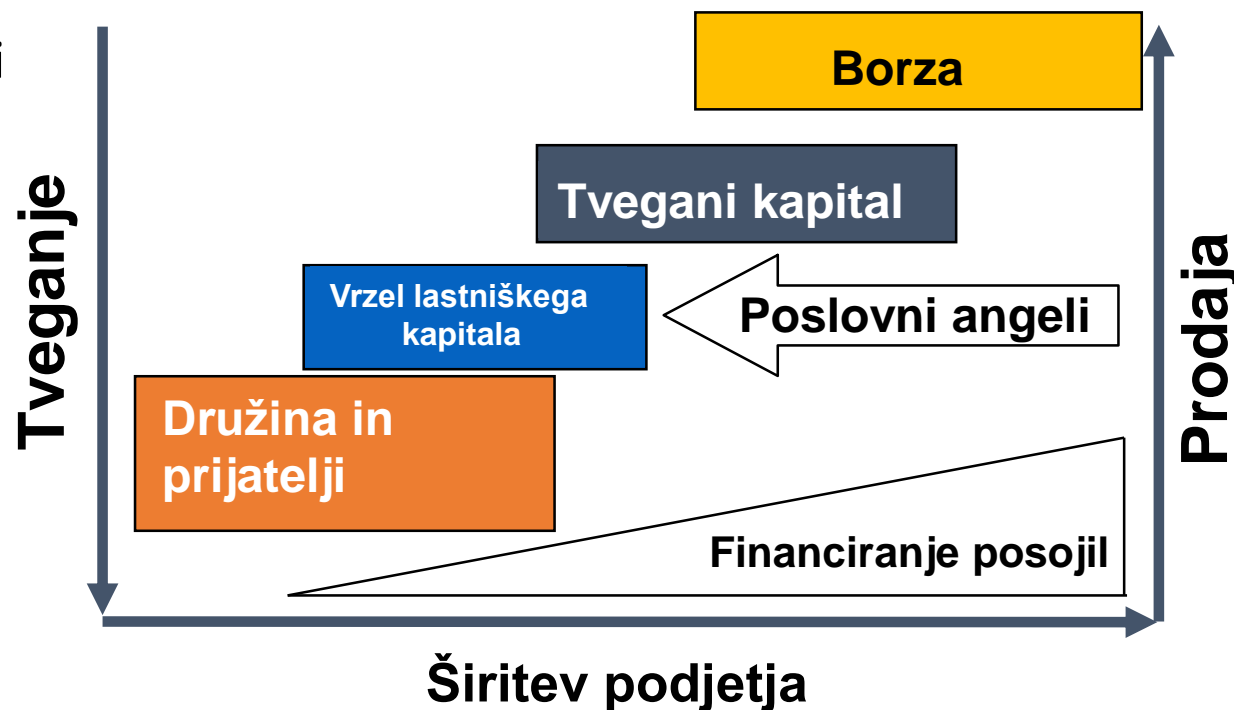 i
Borza
Tvegani kapital
Tveganje
Vrzel lastniškega
kapitala
Poslovni angeli
Prodaja
Družina in
prijatelji
Financiranje posojil
Širitev podjetja